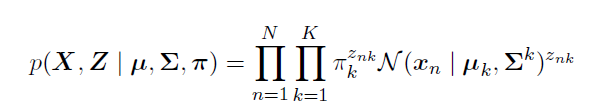 p(X, Z | μ, Σ, π) = ∏_{n=1}^{N} ∏_{k=1}^{K} π_k^{z_{nk}} 𝒩(x_n | μ_k, Σ^k)^{z_{nk}}